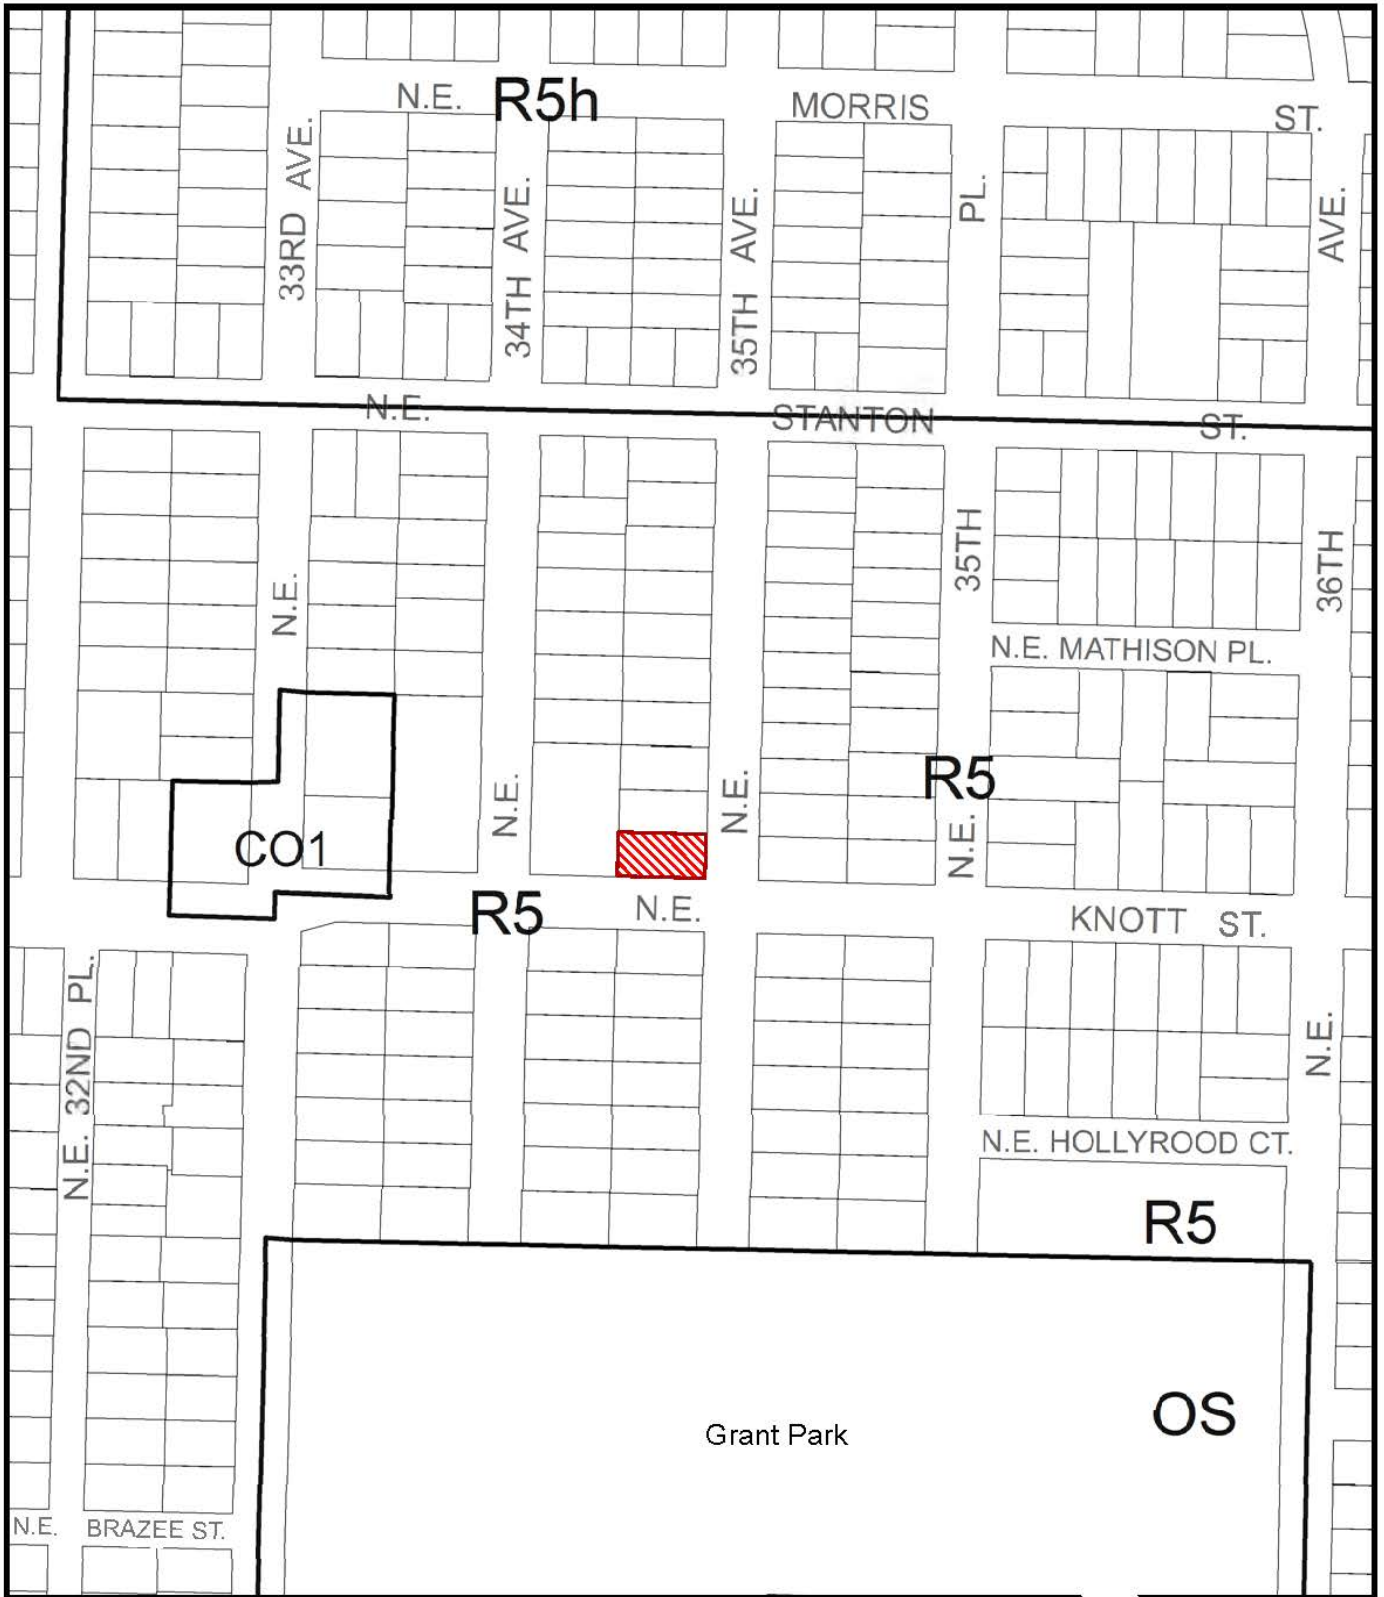 N.E.
R5h
MORRIS
ST.
33RD AVE.
34TH AVE.
35TH AVE.
PL.
AVE.
N.E.
STANTON
ST.
N.E.
35TH
36TH
N.E. MATHISON PL.
N.E.
N.E.
R5
N.E.
CO1
R5
N.E.
KNOTT ST.
N.E. 32ND PL.
N.E.
N.E. HOLLYROOD CT.
R5
OS
Grant Park
N.E. BRAZEE ST.